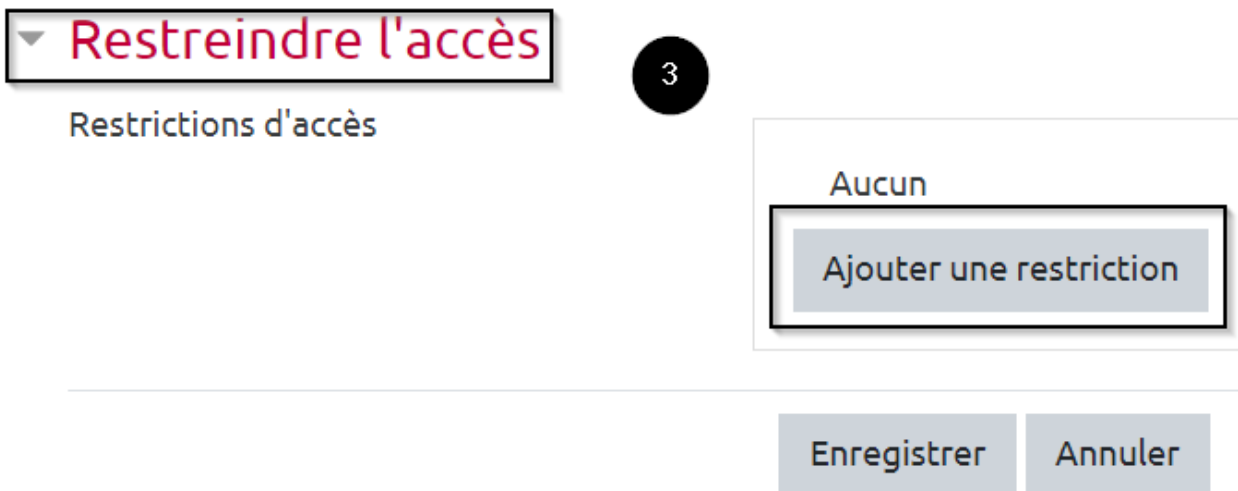 Restreindre l'accès
3
Restrictions d'accès
Aucun
Ajouter une restriction
Enregistrer Annuler